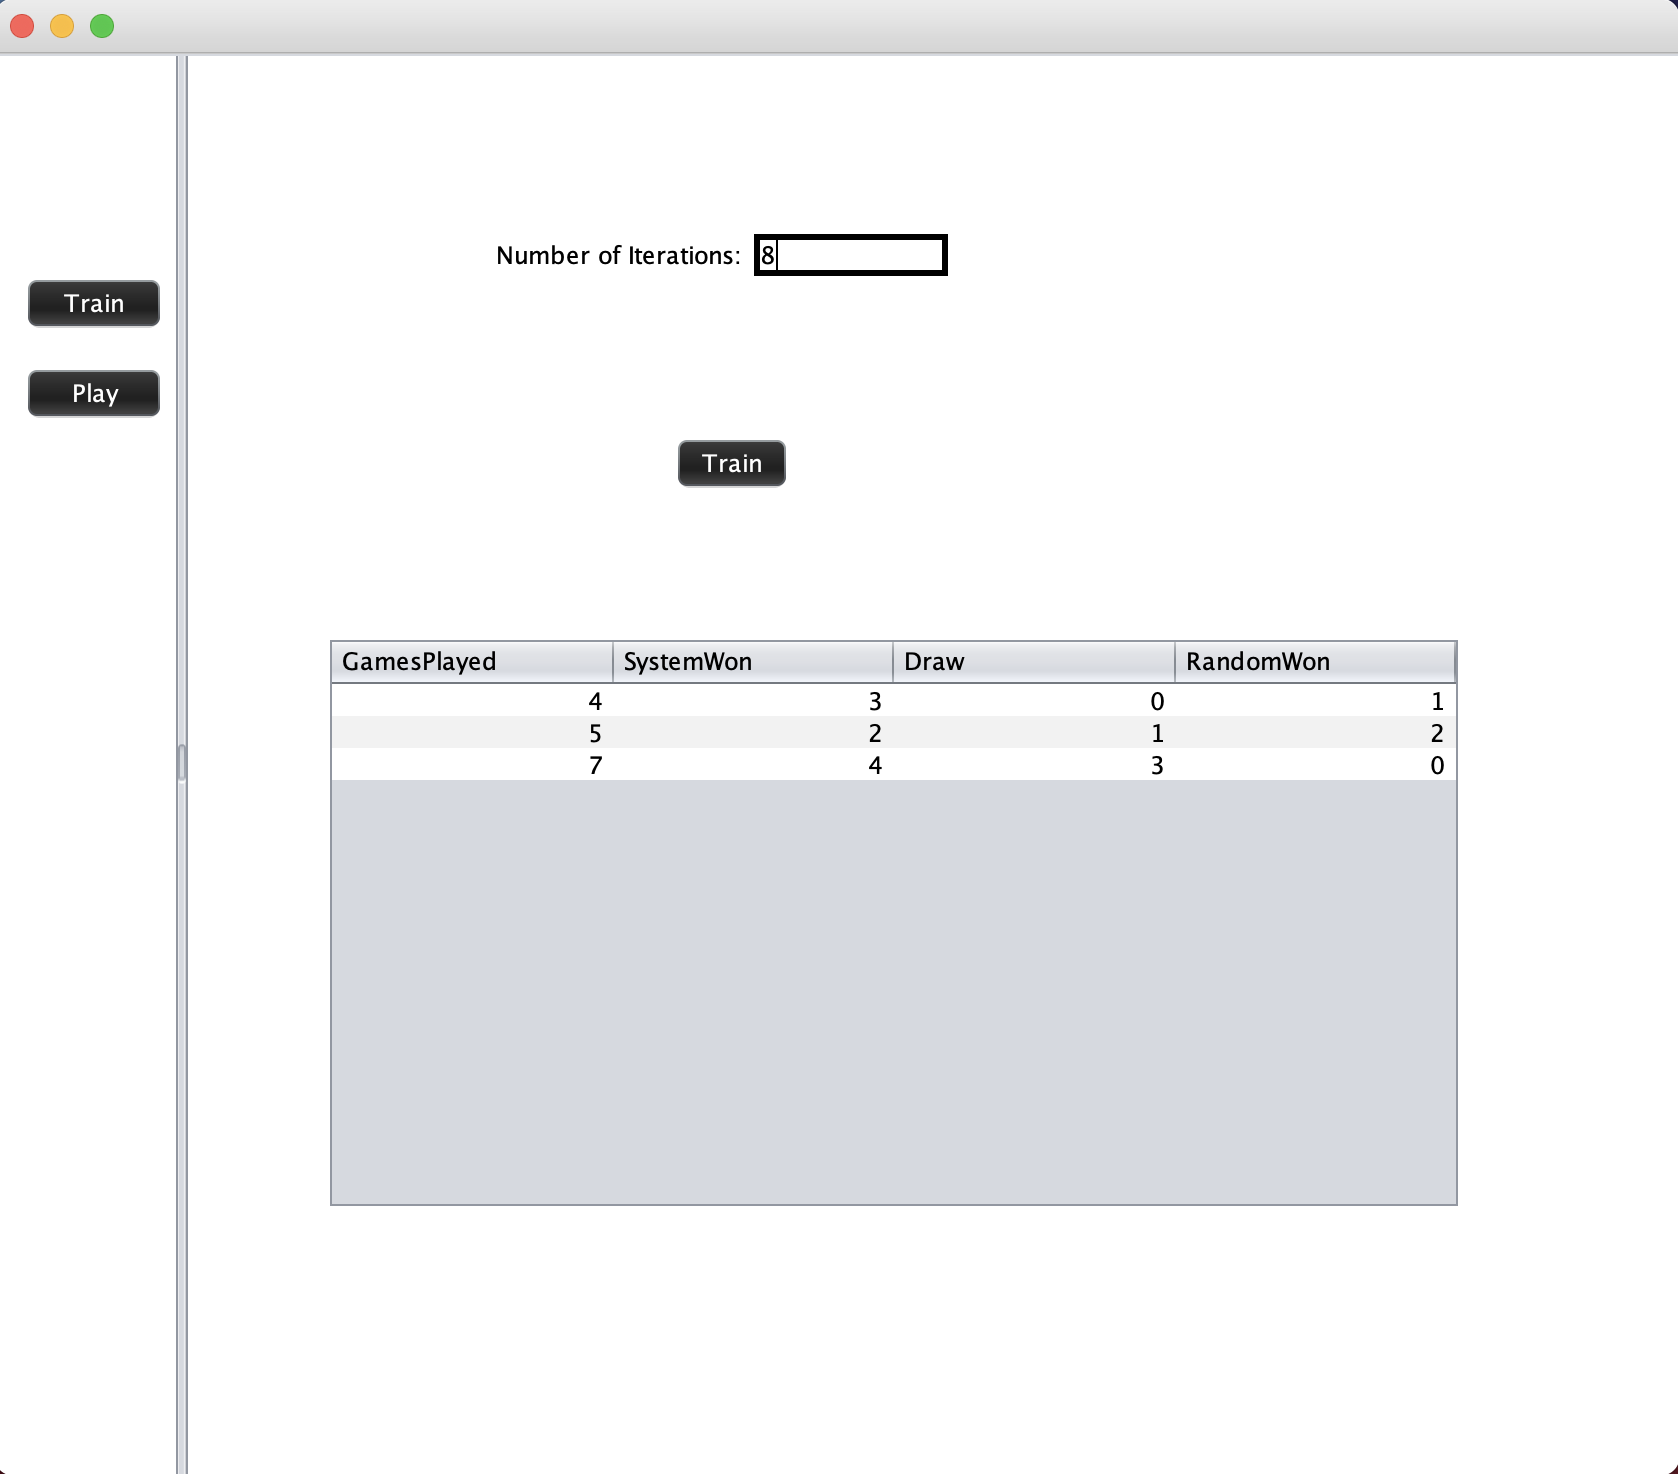 Number of Iterations: 8
Train
Play
Train
GamesPlayed SystemWon Draw RandomWon
4 3 0 1
5 2 1 2
7 4 3 0